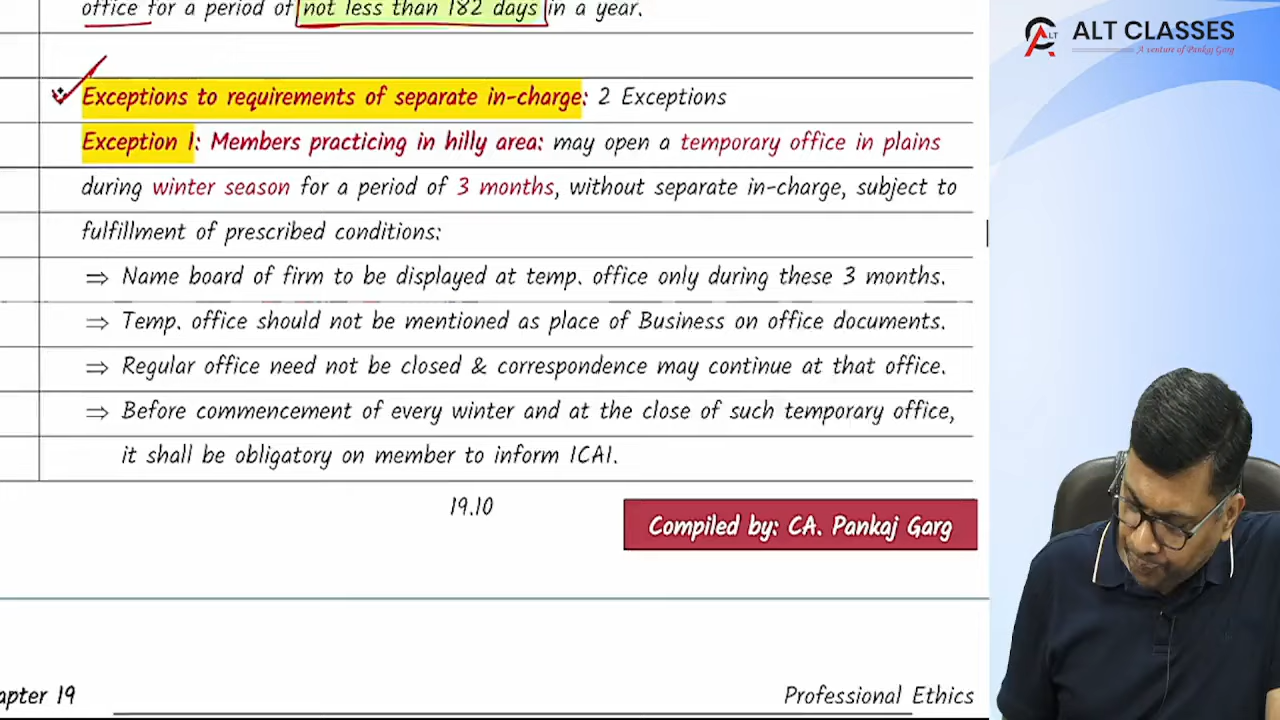 office for a period of not less than 182 days in a year.
ALT CLASSES
A venture of Pankaj Garg
ALT
Exceptions to requirements of separate in-charge: 2 Exceptions
Exception 1: Members practicing in hilly area: may open a temporary office in plains
during winter season for a period of 3 months, without separate in-charge, subject to
fulfillment of prescribed conditions:
⇒ Name board of firm to be displayed at temp. office only during these 3 months.
⇒ Temp. office should not be mentioned as place of Business on office documents.
⇒ Regular office need not be closed & correspondence may continue at that office.
⇒ Before commencement of every winter and at the close of such temporary office,
it shall be obligatory on member to inform ICAI.
19.10
Compiled by: CA. Pankaj Garg
apter 19
Professional Ethics